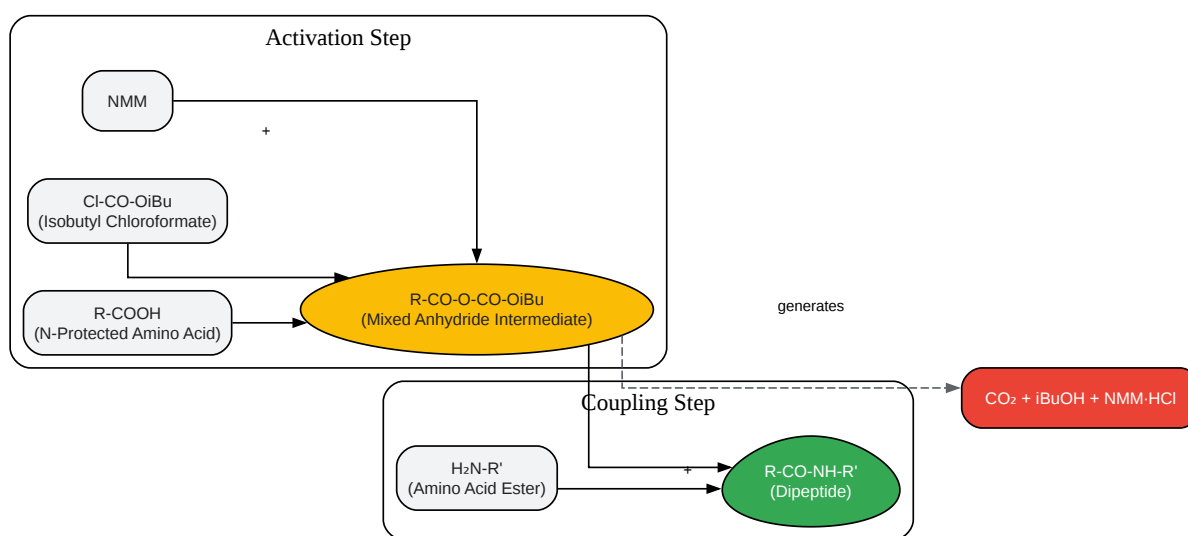 Activation Step
NMM
+
Cl-CO-OiBu
(Isobutyl Chloroformate)
R-COOH
(N-Protected Amino Acid)
R-CO-O-CO-OiBu
(Mixed Anhydride Intermediate)
generates
CO₂ + iBuOH + NMM·HCl
Coupling Step
H₂N-R'
(Amino Acid Ester)
+
R-CO-NH-R'
(Dipeptide)